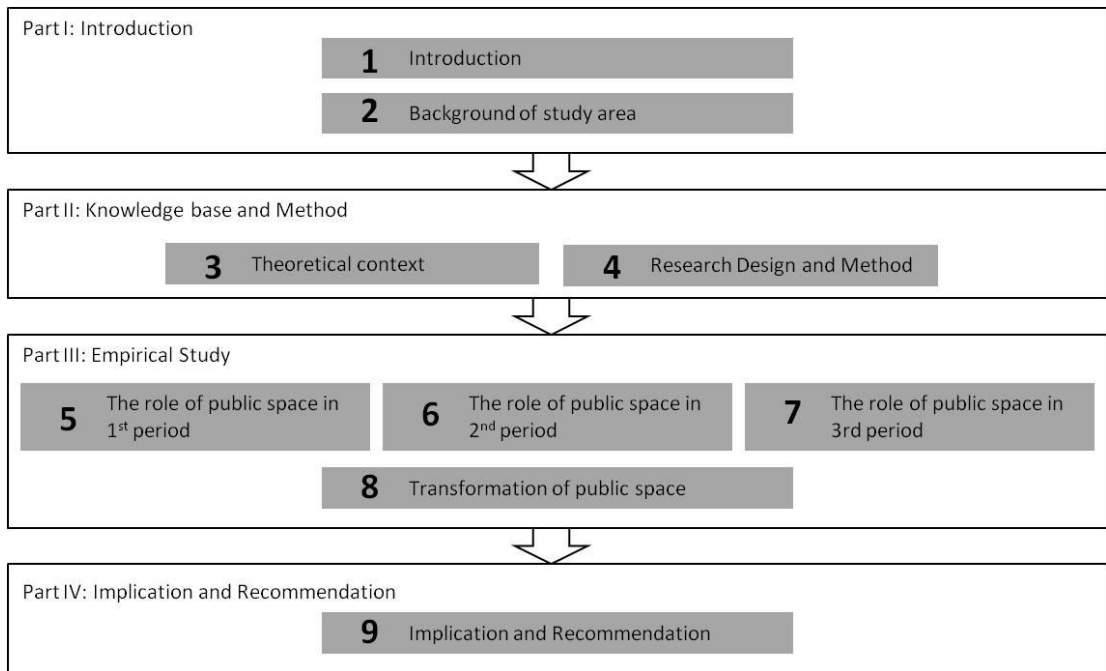 Part I: Introduction
1 Introduction
2 Background of study area
Part II: Knowledge base and Method
3 Theoretical context
4 Research Design and Method
Part III: Empirical Study
5 The role of public space in
1st period
6 The role of public space in
2nd period
7 The role of public space in
3rd period
8 Transformation of public space
Part IV: Implication and Recommendation
9 Implication and Recommendation